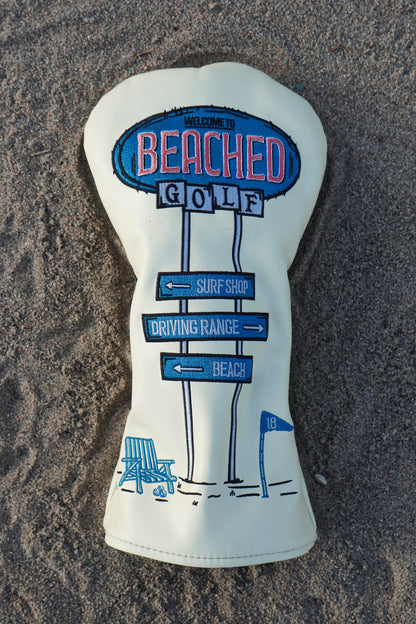 WELCOME TO
BEACHED
GOLF
SURF SHOP
DRIVING RANGE
BEACH
18